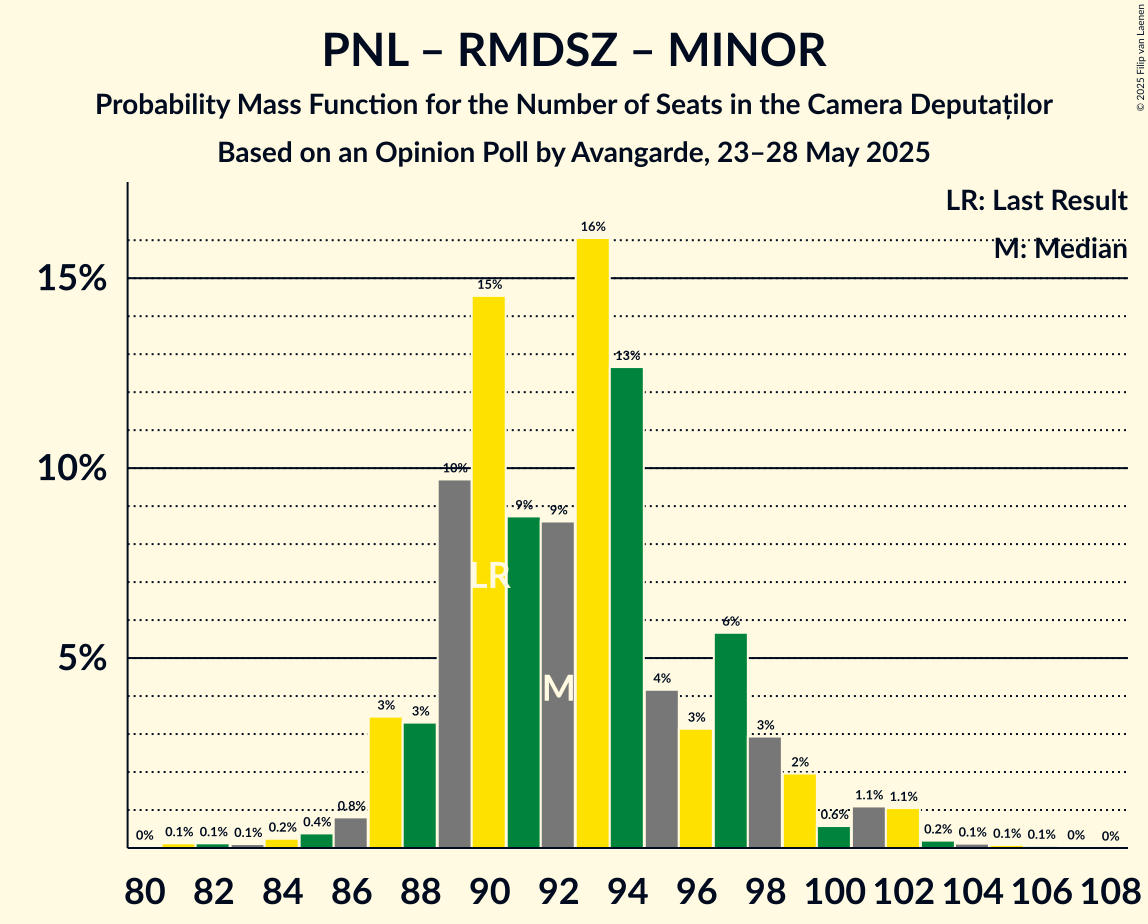 PNL – RMDSZ – MINOR
Probability Mass Function for the Number of Seats in the Camera Deputaților
Based on an Opinion Poll by Avangarde, 23–28 May 2025
© 2025 Filip van Laenen
LR: Last Result
M: Median
15%
10%
5%
0% 0.1% 0.1% 0.1% 0.2% 0.4% 0.8% 3% 3% 10% 15% 9% 9% 16% 13% 4% 3% 6% 3% 2% 0.6% 1.1% 1.1% 0.2% 0.1% 0.1% 0.1% 0% 0%
LR
M
80 82 84 86 88 90 92 94 96 98 100 102 104 106 108